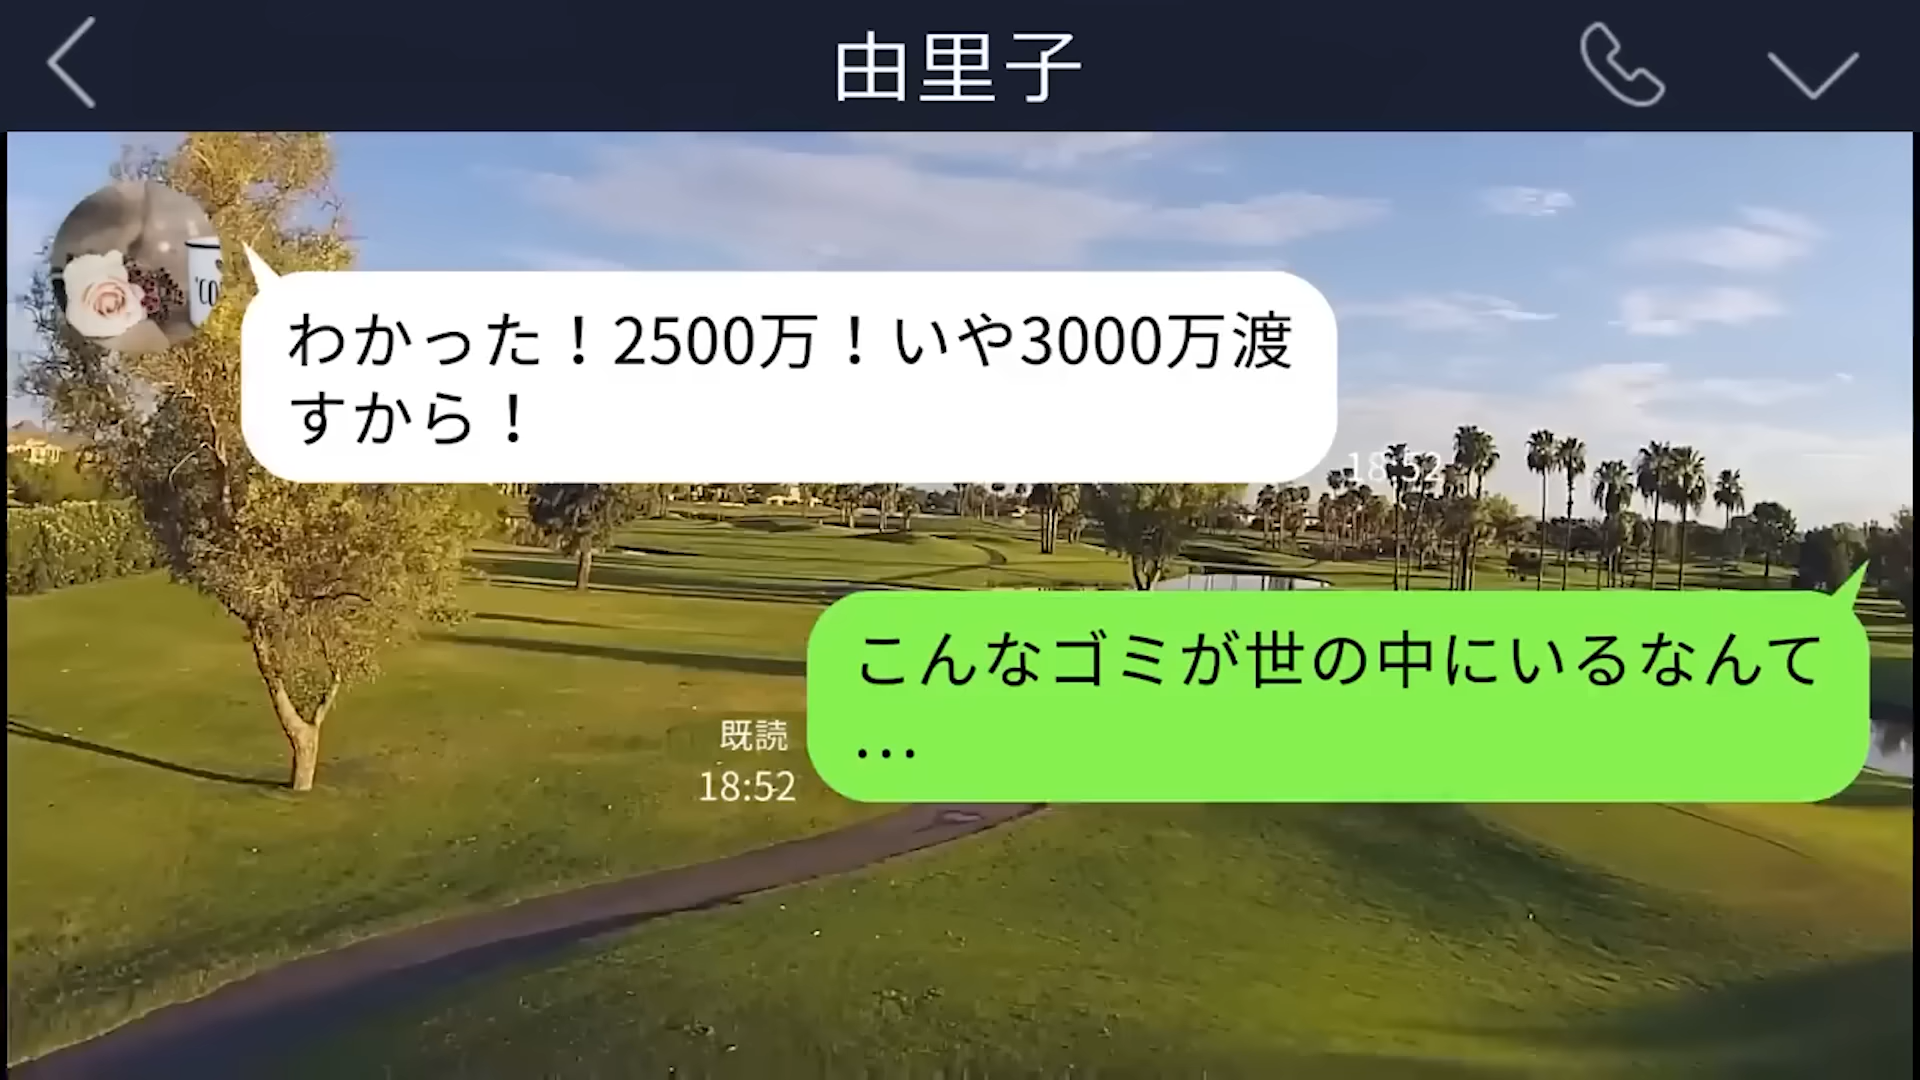 由里子
わかった！2500万！いや3000万渡
すから！
18:52
こんなゴミが世の中にいるなんて
…
既読
18:52